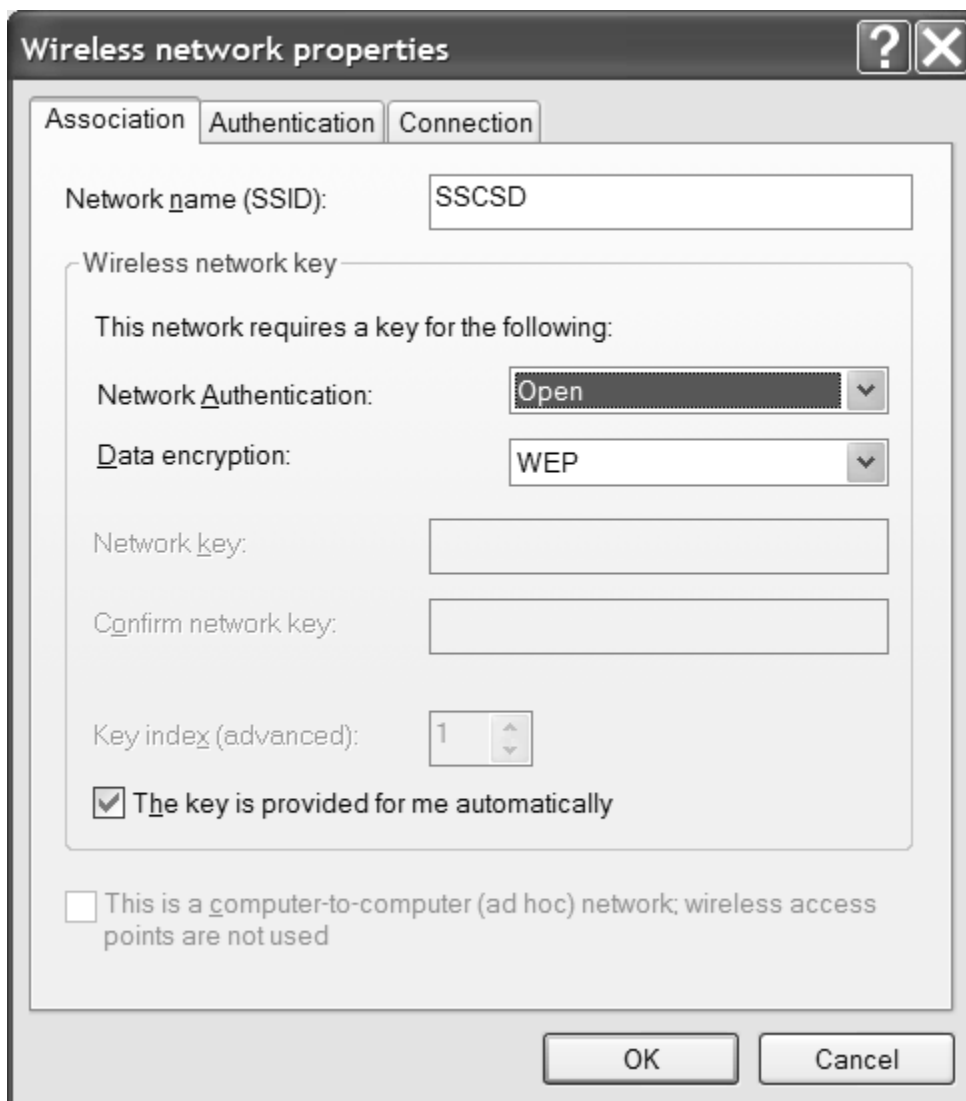 Wireless network properties
Association Authentication Connection
Network name (SSID): SSCSD
Wireless network key
This network requires a key for the following:
Network Authentication: Open
Data encryption: WEP
Network key:
Confirm network key:
Key index (advanced): 1
The key is provided for me automatically
This is a computer-to-computer (ad hoc) network; wireless access
points are not used
OK Cancel